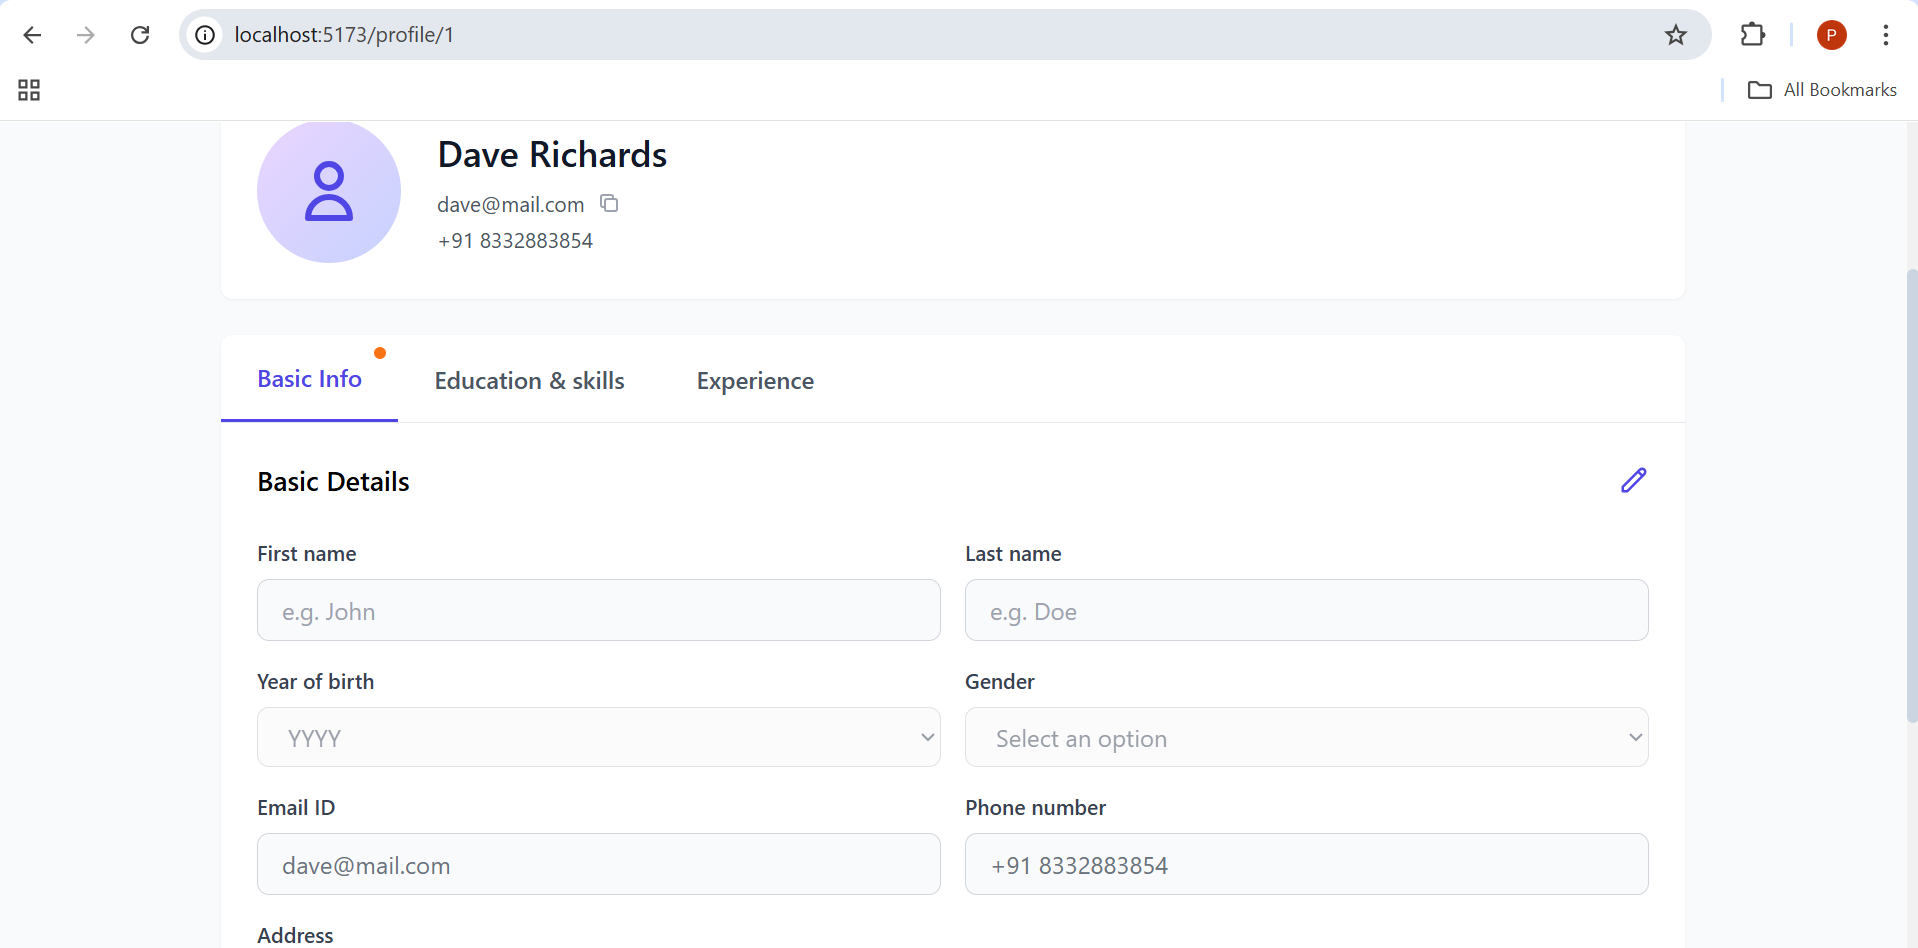 localhost:5173/profile/1
P
All Bookmarks
Dave Richards
dave@mail.com
+91 8332883854
Basic Info
Education & skills
Experience
Basic Details
First name
Last name
e.g. John
e.g. Doe
Year of birth
Gender
YYYY
Select an option
Email ID
Phone number
dave@mail.com
+91 8332883854
Address